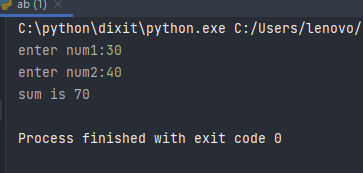 ab (1)
C:\python\dixit\python.exe C:/Users/lenovo/
enter num1:30
enter num2:40
sum is 70
Process finished with exit code 0